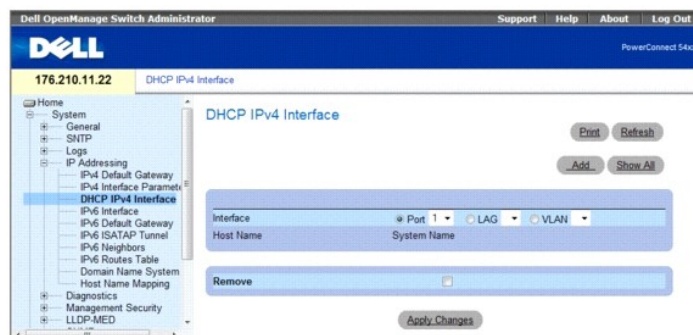 Dell OpenManage Switch Administrator
Support Help About Log Out
DELL
PowerConnect 54xx
176.210.11.22
DHCP IPv4 Interface
Home
System
General
SNTP
Logs
IP Addressing
IPv4 Default Gateway
IPv4 Interface Paramete
DHCP IPv4 Interface
IPv6 Interface
IPv6 Default Gateway
IPv6 ISATAP Tunnel
IPv6 Neighbors
IPv6 Routes Table
Domain Name System
Host Name Mapping
Diagnostics
Management Security
LLDP-MED
DHCP IPv4 Interface
Print Refresh
Add Show All
Interface Port 1 LAG VLAN
Host Name System Name
Remove
Apply Changes